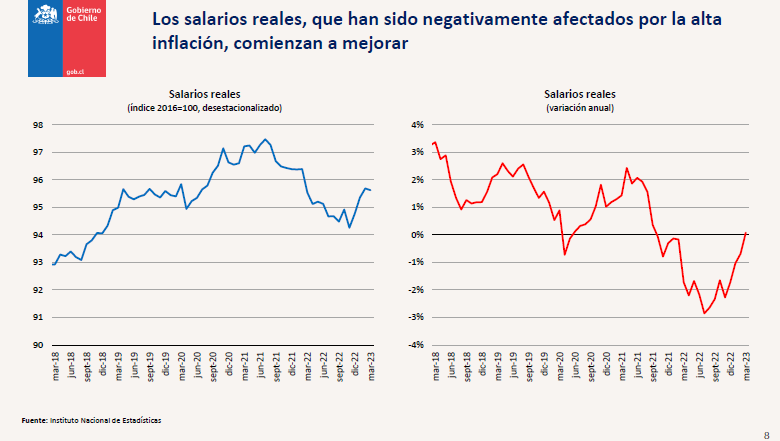 Gobierno
de Chile
gob.cl
Los salarios reales, que han sido negativamente afectados por la alta
inflación, comienzan a mejorar
Salarios reales
(índice 2016=100, desestacionalizado)
98
97
96
95
94
93
92
91
90
mar-18
jun-18
sept-18
dic-18
mar-19
jun-19
sept-19
dic-19
mar-20
jun-20
sept-20
dic-20
mar-21
jun-21
sept-21
dic-21
mar-22
jun-22
sept-22
dic-22
mar-23
Salarios reales
(variación anual)
4%
3%
2%
1%
0%
-1%
-2%
-3%
-4%
mar-18
jun-18
sept-18
dic-18
mar-19
jun-19
sept-19
dic-19
mar-20
jun-20
sept-20
dic-20
mar-21
jun-21
sept-21
dic-21
mar-22
jun-22
sept-22
dic-22
mar-23
Fuente: Instituto Nacional de Estadísticas
8